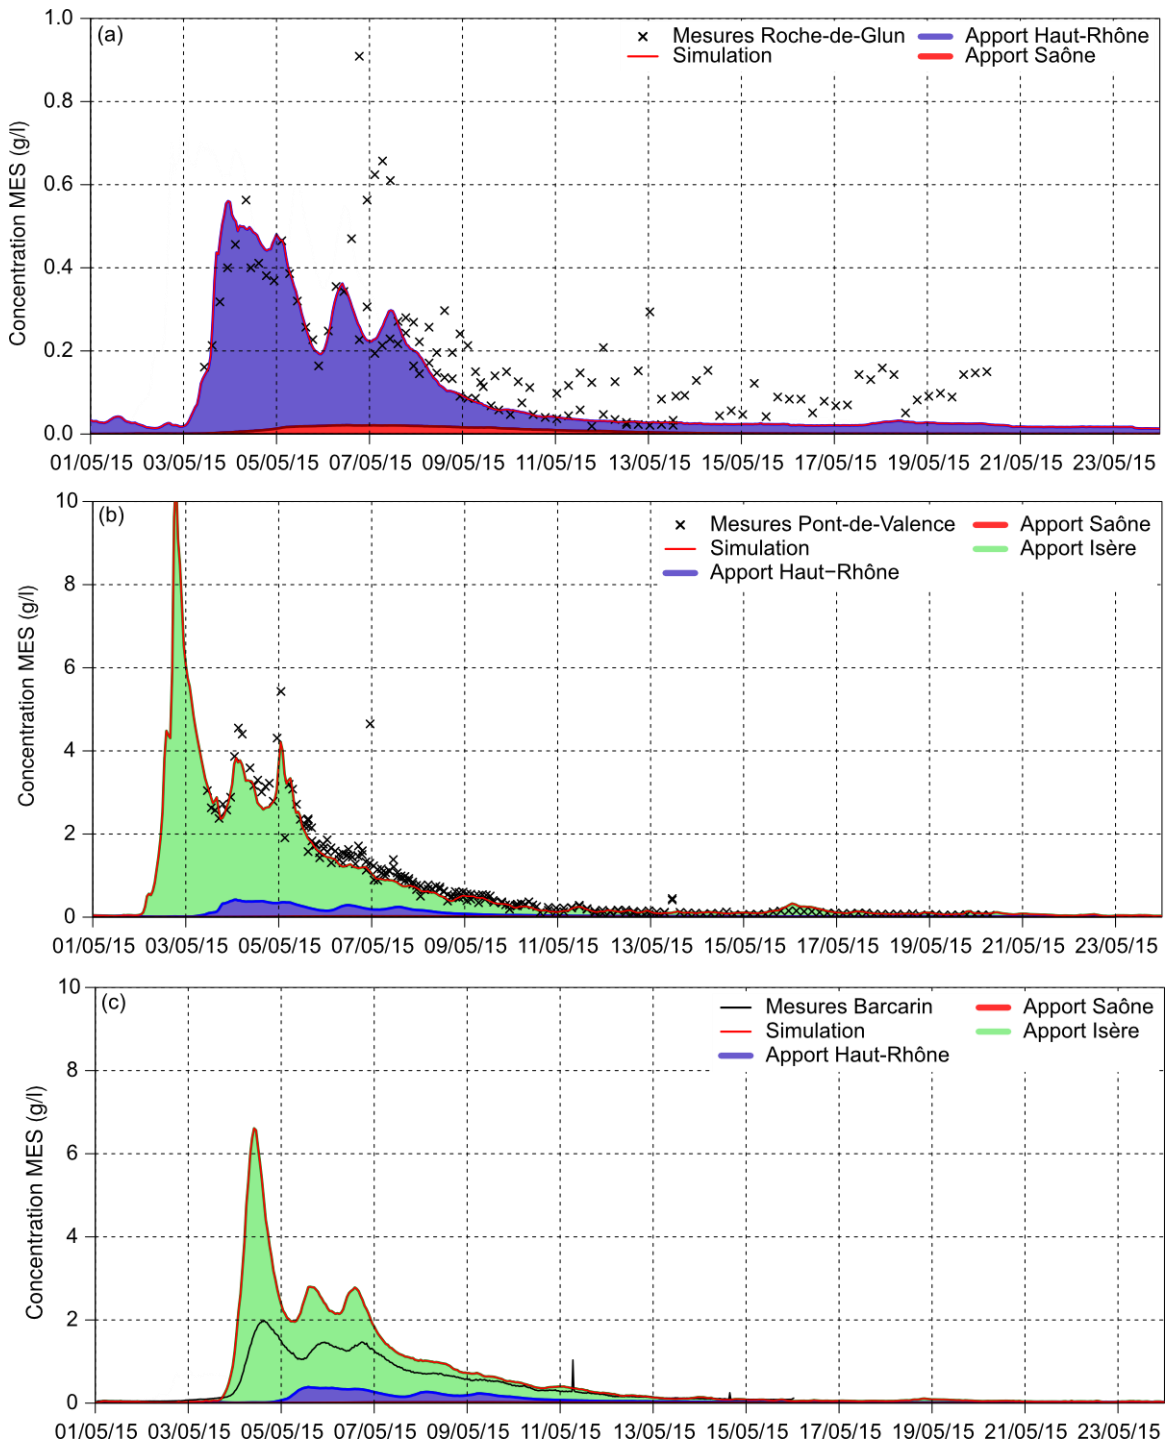 (a)
Mesures Roche-de-Glun
Apport Haut-Rhône
Simulation
Apport Saône
Concentration MES (g/l)
1.0
0.8
0.6
0.4
0.2
0.0
01/05/15 03/05/15 05/05/15 07/05/15 09/05/15 11/05/15 13/05/15 15/05/15 17/05/15 19/05/15 21/05/15 23/05/15
(b)
Mesures Pont-de-Valence
Apport Saône
Simulation
Apport Isère
Apport Haut−Rhône
Concentration MES (g/l)
10
8
6
4
2
0
01/05/15 03/05/15 05/05/15 07/05/15 09/05/15 11/05/15 13/05/15 15/05/15 17/05/15 19/05/15 21/05/15 23/05/15
(c)
Mesures Barcarin
Apport Saône
Simulation
Apport Isère
Apport Haut-Rhône
Concentration MES (g/l)
10
8
6
4
2
0
01/05/15 03/05/15 05/05/15 07/05/15 09/05/15 11/05/15 13/05/15 15/05/15 17/05/15 19/05/15 21/05/15 23/05/15